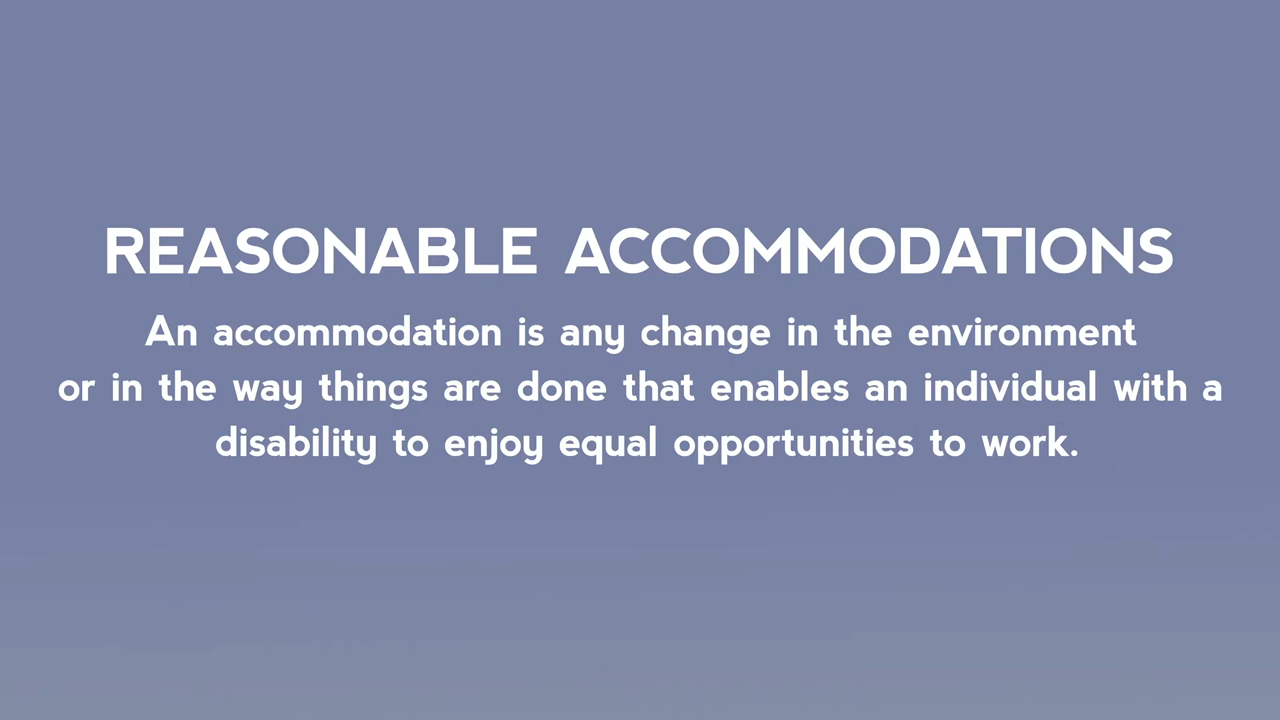 REASONABLE ACCOMMODATIONS
An accommodation is any change in the environment
or in the way things are done that enables an individual with a
disability to enjoy equal opportunities to work.